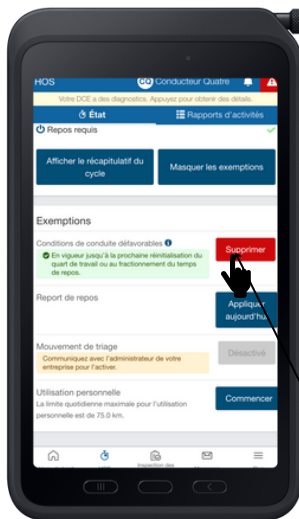 HOS CQ Conducteur Quatre
Votre DCE a des diagnostics. Appuyez pour obtenir des détails.
État Rapports d'activités
Repos requis
Afficher le récapitulatif du
cycle
Masquer les exemptions
Exemptions
Conditions de conduite défavorables
En vigueur jusqu'à la prochaine réinitialisation du
quart de travail ou au fractionnement du temps
de repos.
Supprimer
Report de repos
Appliquer
aujourd'hu
Mouvement de triage
Communiquez avec l'administrateur de votre
entreprise pour l'activer.
Désactivé
Utilisation personnelle
La limite quotidienne maximale pour l'utilisation
personnelle est de 75.0 km.
Commencer
Inspection des